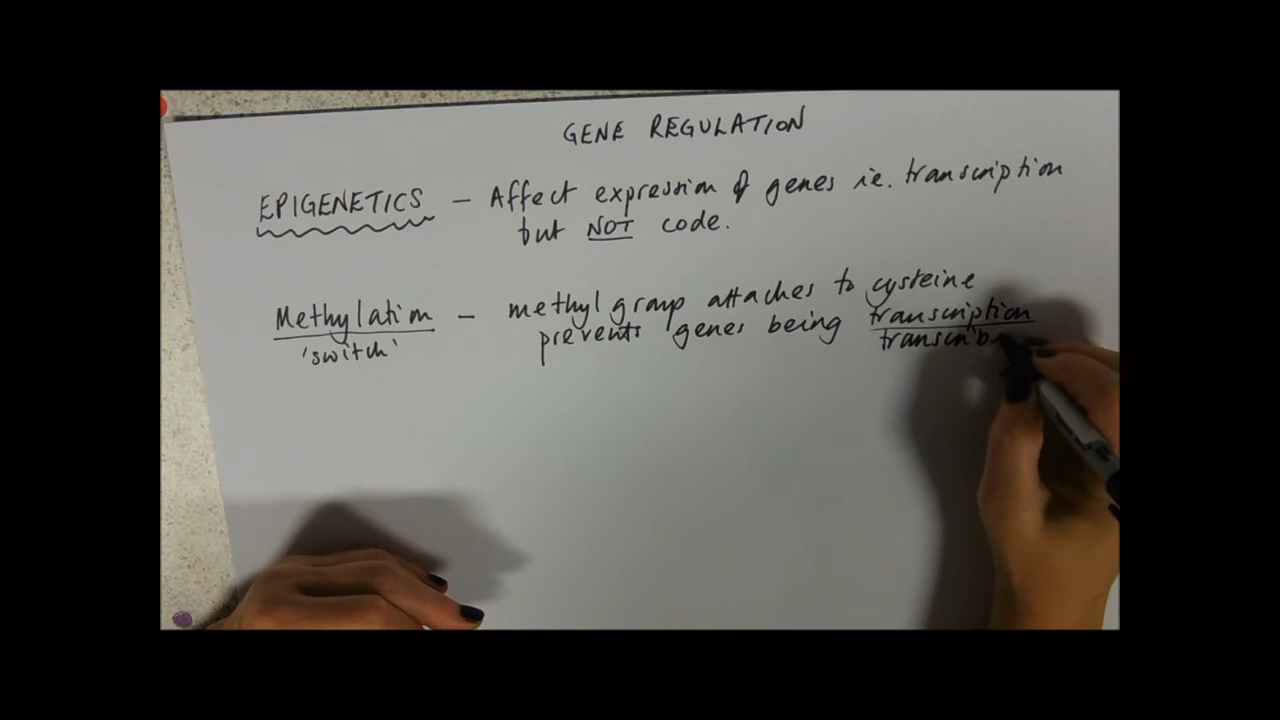 GENE REGULATION
EPIGENETICS – Affect expression of genes i.e. transcription
but NOT code.
Methylation – methyl group attaches to cysteine
'switch'
prevents genes being transcription
transcrib